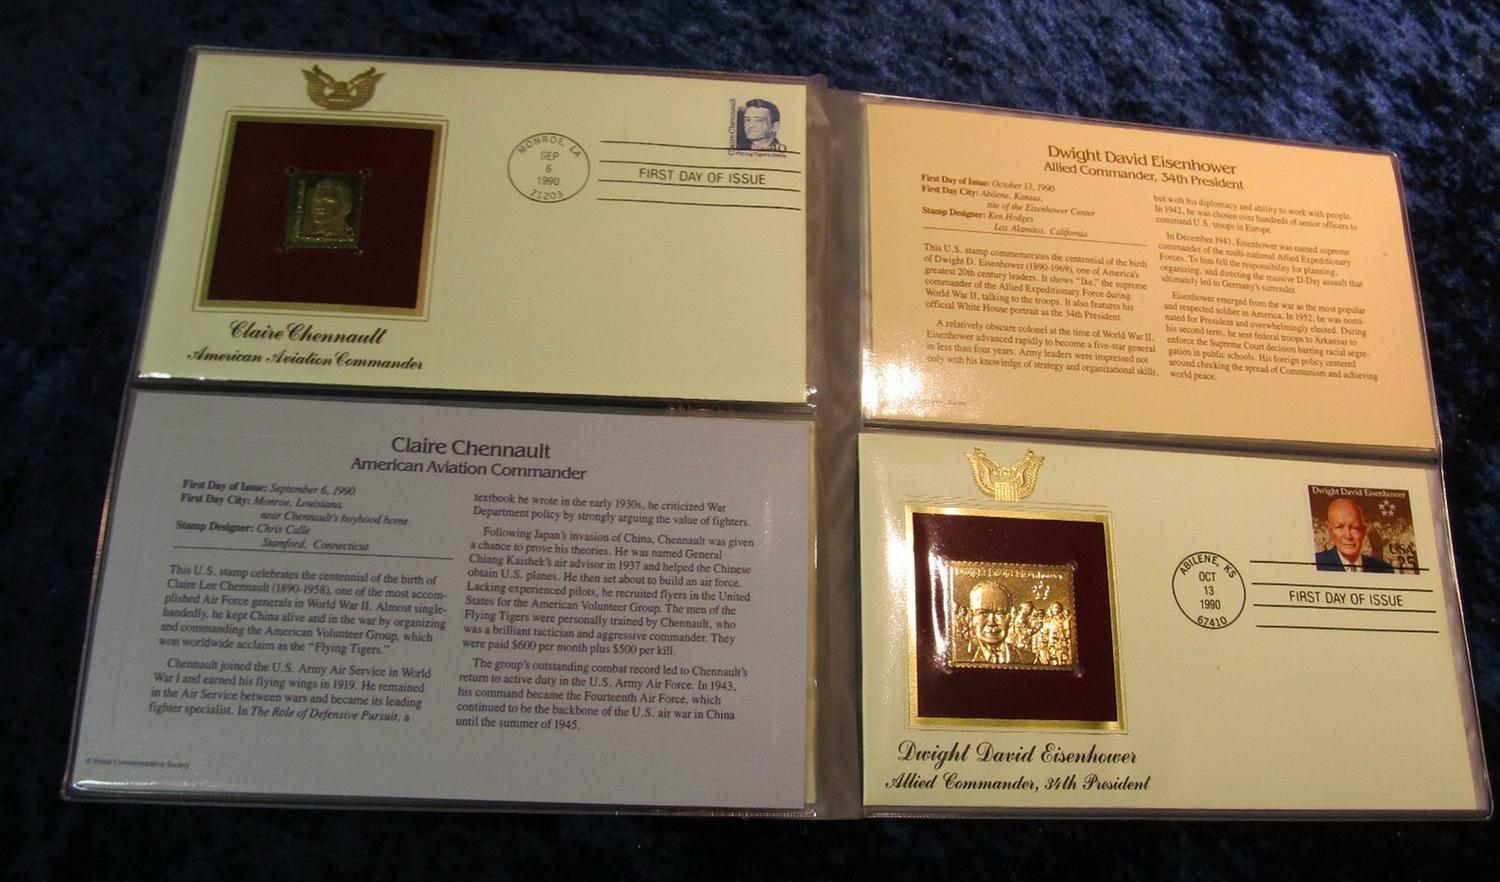 Claire Chennault
Flying Tigers, 1940s
40
MONROE, LA
SEP
6
1990
71203
FIRST DAY OF ISSUE
Claire Chennault
American Aviation Commander
Claire Chennault
American Aviation Commander
First Day of Issue: September 6, 1990
First Day City: Monroe, Louisiana,
near Chennault's boyhood home
Stamp Designer: Chris Calle
Stamford, Connecticut
This U.S. stamp celebrates the centennial of the birth of
Claire Lee Chennault (1890-1958), one of the most accom-
plished Air Force generals in World War II. Almost single-
handedly, he kept China alive and in the war by organizing
and commanding the American Volunteer Group, which
won worldwide acclaim as the "Flying Tigers."
Chennault joined the U.S. Army Air Service in World
War I and earned his flying wings in 1919. He remained
in the Air Service between wars and became its leading
fighter specialist. In The Role of Defensive Pursuit, a
textbook he wrote in the early 1930s, he criticized War
Department policy by strongly arguing the value of fighters.
Following Japan's invasion of China, Chennault was given
a chance to prove his theories. He was named General
Chiang Kaishek's air advisor in 1937 and helped the Chinese
obtain U.S. planes. He then set about to build an air force.
Lacking experienced pilots, he recruited flyers in the United
States for the American Volunteer Group. The men of the
Flying Tigers were personally trained by Chennault, who
was a brilliant tactician and aggressive commander. They
were paid $600 per month plus $500 per kill.
The group's outstanding combat record led to Chennault's
return to active duty in the U.S. Army Air Force. In 1943,
his command became the Fourteenth Air Force, which
continued to be the backbone of the U.S. air war in China
until the summer of 1945.
© Postal Commemorative Society
Dwight David Eisenhower
Allied Commander, 34th President
First Day of Issue: October 13, 1990
First Day City: Abilene, Kansas,
site of the Eisenhower Center
Stamp Designer: Ken Hodges
Los Alamitos, California
This U.S. stamp commemorates the centennial of the birth
of Dwight D. Eisenhower (1890-1969), one of America's
greatest 20th century leaders. It shows "Ike," the supreme
commander of the Allied Expeditionary Force during
World War II, talking to the troops. It also features his
official White House portrait as the 34th President.
A relatively obscure colonel at the time of World War II,
Eisenhower advanced rapidly to become a five-star general
in less than four years. Army leaders were impressed not
only with his knowledge of strategy and organizational skills,
but with his diplomacy and ability to work with people.
In 1942, he was chosen over hundreds of senior officers to
command U.S. troops in Europe.
In December 1943, Eisenhower was named supreme
commander of the multi-national Allied Expeditionary
Forces. To him fell the responsibility for planning,
organizing, and directing the massive D-Day assault that
ultimately led to Germany's surrender.
Eisenhower emerged from the war as the most popular
and respected soldier in America. In 1952, he was nomi-
nated for President and overwhelmingly elected. During
his second term, he sent federal troops to Arkansas to
enforce the Supreme Court decision barring racial segre-
gation in public schools. His foreign policy centered
around checking the spread of Communism and achieving
world peace.
Dwight David Eisenhower
USA
25
ABILENE, KS
OCT
13
1990
67410
FIRST DAY OF ISSUE
Dwight David Eisenhower
Dwight David Eisenhower
Allied Commander, 34th President